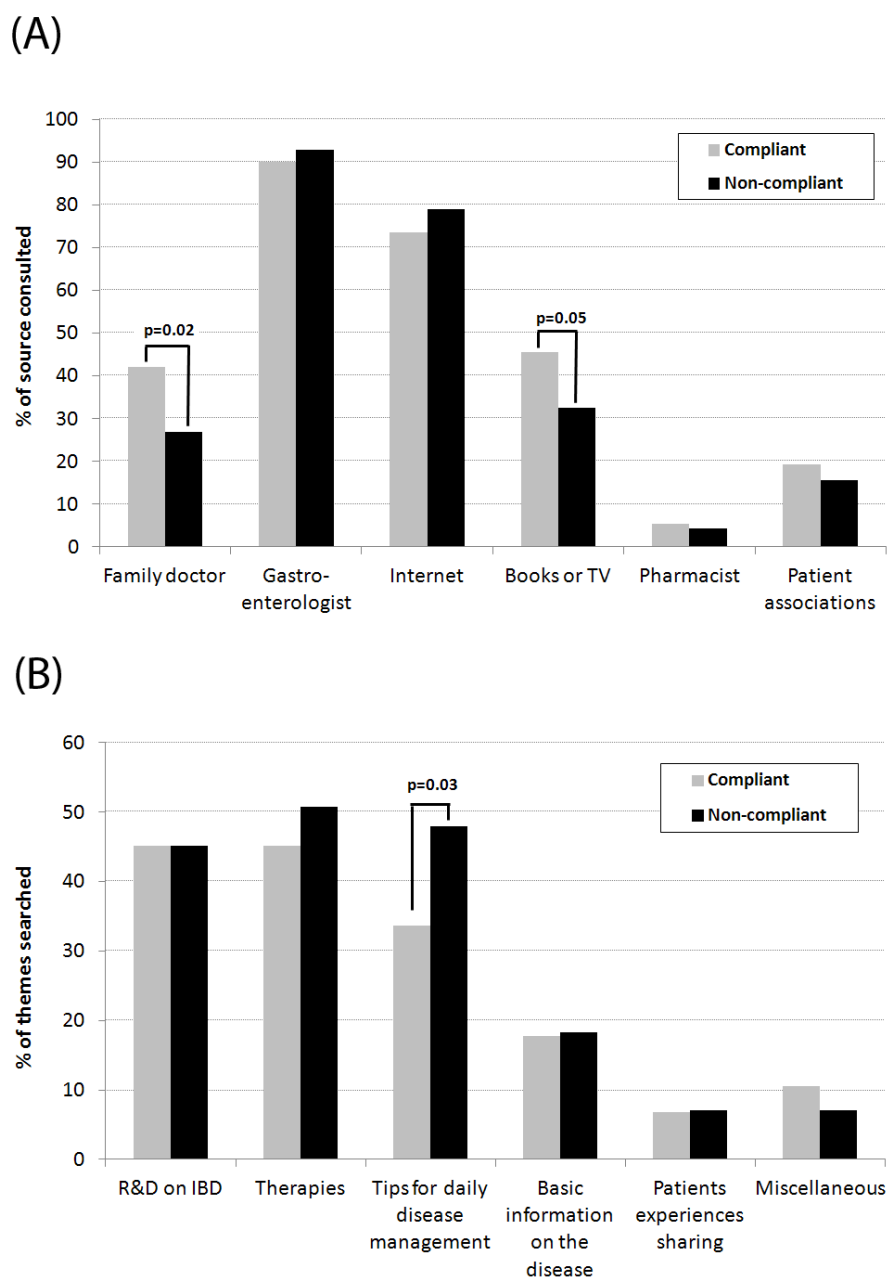 (A)
% of source consulted
100
90
80
70
60
50
40
30
20
10
0
Compliant
Non-compliant
p=0.02
p=0.05
Family doctor
Gastro-
enterologist
Internet
Books or TV
Pharmacist
Patient
associations
(B)
% of themes searched
60
50
40
30
20
10
0
Compliant
Non-compliant
p=0.03
R&D on IBD
Therapies
Tips for daily
disease
management
Basic
information
on the
disease
Patients
experiences
sharing
Miscellaneous